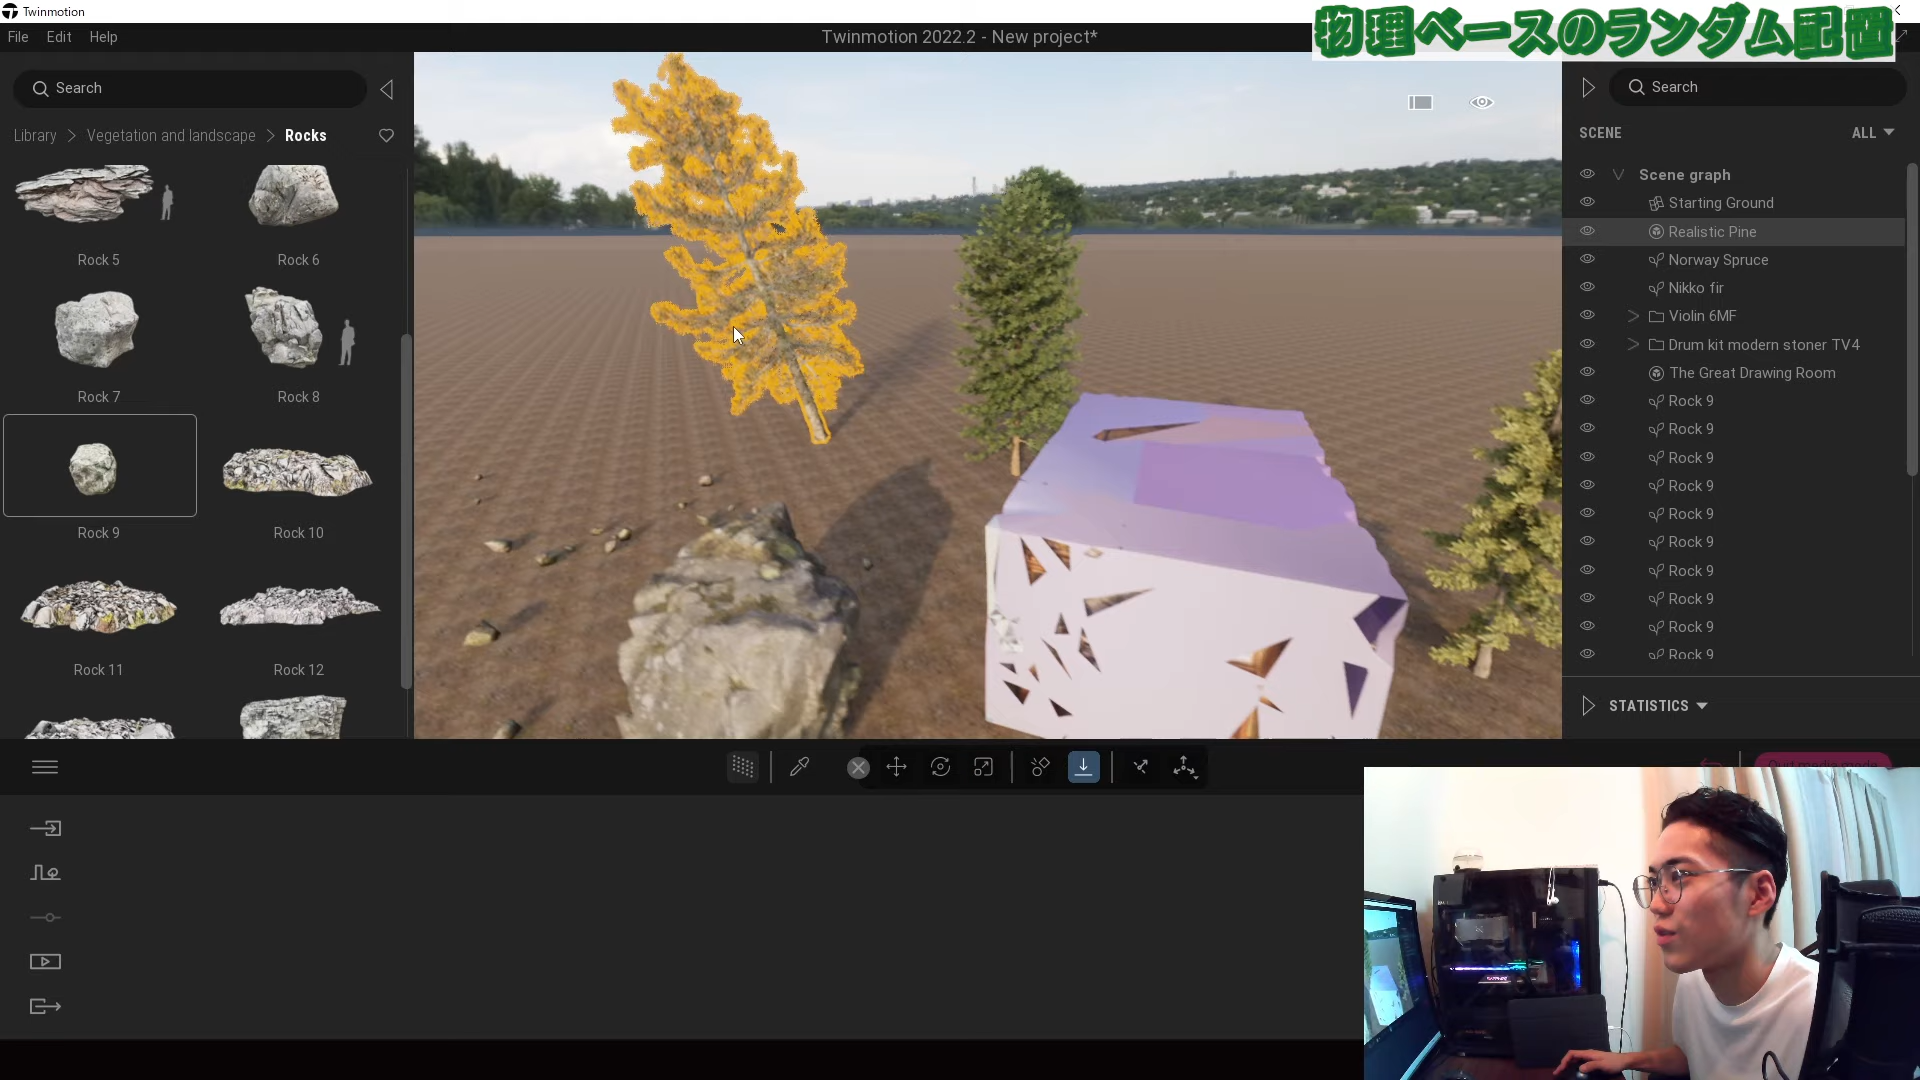 Twinmotion
File Edit Help
Twinmotion 2022.2 - New project*
物理ベースのランダム配置
Search
Library Vegetation and landscape Rocks
Rock 5
Rock 6
Rock 7
Rock 8
Rock 9
Rock 10
Rock 11
Rock 12
Search
SCENE
ALL
Scene graph
Starting Ground
Realistic Pine
Norway Spruce
Nikko fir
Violin 6MF
Drum kit modern stoner TV4
The Great Drawing Room
Rock 9
Rock 9
Rock 9
Rock 9
Rock 9
Rock 9
Rock 9
Rock 9
Rock 9
Rock 9
STATISTICS
Quit media mode